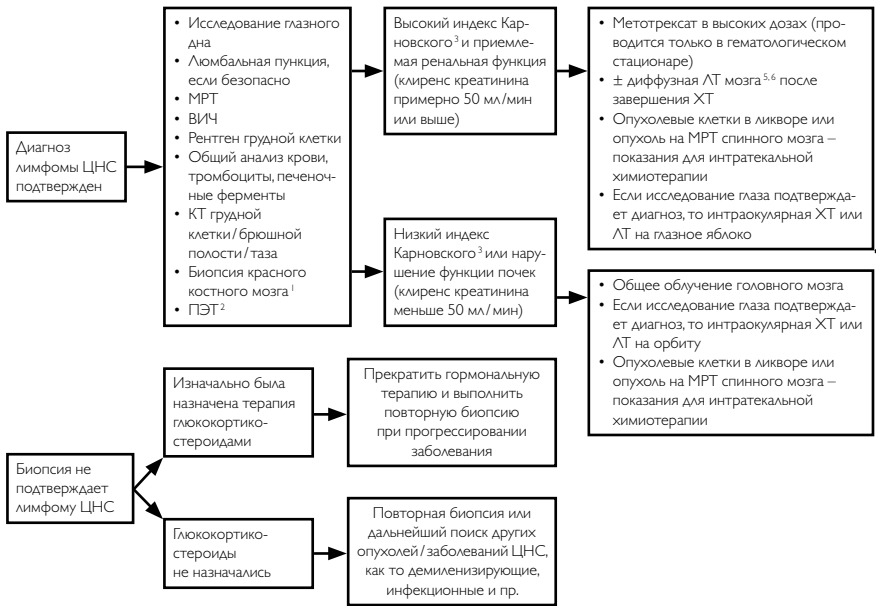 Диагноз
лимфомы ЦНС
подтвержден
• Исследование глазного
дна
• Люмбальная пункция,
если безопасно
• МРТ
• ВИЧ
• Рентген грудной клетки
• Общий анализ крови,
тромбоциты, печеноч-
ные ферменты
• КТ грудной
клетки/брюшной
полости/таза
• Биопсия красного
костного мозга 1
• ПЭТ 2
Высокий индекс Кар-
новского 3 и приемле-
мая ренальная функция
(клиренс креатинина
примерно 50 мл/мин
или выше)
• Метотрексат в высоких дозах (про-
водится только в гематологическом
стационаре)
• ± диффузная ЛТ мозга 5,6 после
завершения ХТ
• Опухолевые клетки в ликворе или
опухоль на МРТ спинного мозга –
показания для интратекальной
химиотерапии
• Если исследование глаза подтвержда-
ет диагноз, то интраокулярная ХТ или
ЛТ на глазное яблоко
Низкий индекс
Карновского 3 или нару-
шение функции почек
(клиренс креатинина
меньше 50 мл/мин)
• Общее облучение головного мозга
• Если исследование глаза подтвержда-
ет диагноз, то интраокулярная ХТ или
ЛТ на орбиту
• Опухолевые клетки в ликворе или
опухоль на МРТ спинного мозга –
показания для интратекальной
химиотерапии
Биопсия не
подтверждает
лимфому ЦНС
Изначально была
назначена терапия
глюкокортико-
стероидами
Прекратить гормональную
терапию и выполнить
повторную биопсию
при прогрессировании
заболевания
Глюкокортико-
стероиды
не назначались
Повторная биопсия или
дальнейший поиск других
опухолей/заболеваний ЦНС,
как то демиленизирующие,
инфекционные и пр.